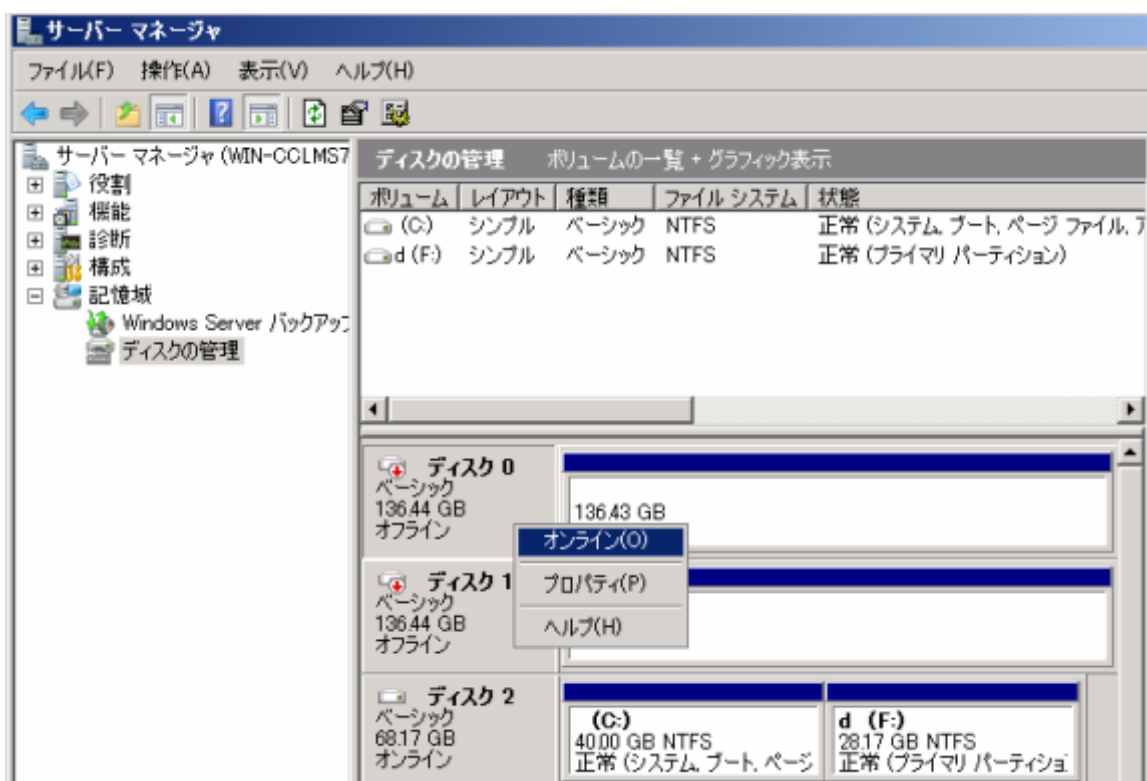 サーバー マネージャ
ファイル(F) 操作(A) 表示(V) ヘルプ(H)
サーバー マネージャ (WIN-CCLMS7
役割
機能
診断
構成
記憶域
Windows Server バックアップ
ディスクの管理
ディスクの管理 ボリュームの一覧 + グラフィック表示
ボリューム レイアウト 種類 ファイル システム 状態
(C:) シンプル ベーシック NTFS 正常 (システム, ブート, ページ ファイル, ア
d (F:) シンプル ベーシック NTFS 正常 (プライマリ パーティション)
ディスク 0
ベーシック
136.44 GB
オフライン
136.43 GB
オンライン(O)
プロパティ(P)
ヘルプ(H)
ディスク 1
ベーシック
136.44 GB
オフライン
ディスク 2
ベーシック
68.17 GB
オンライン
(C:)
40.00 GB NTFS
正常 (システム, ブート, ページ
d (F:)
28.17 GB NTFS
正常 (プライマリ パーティショ